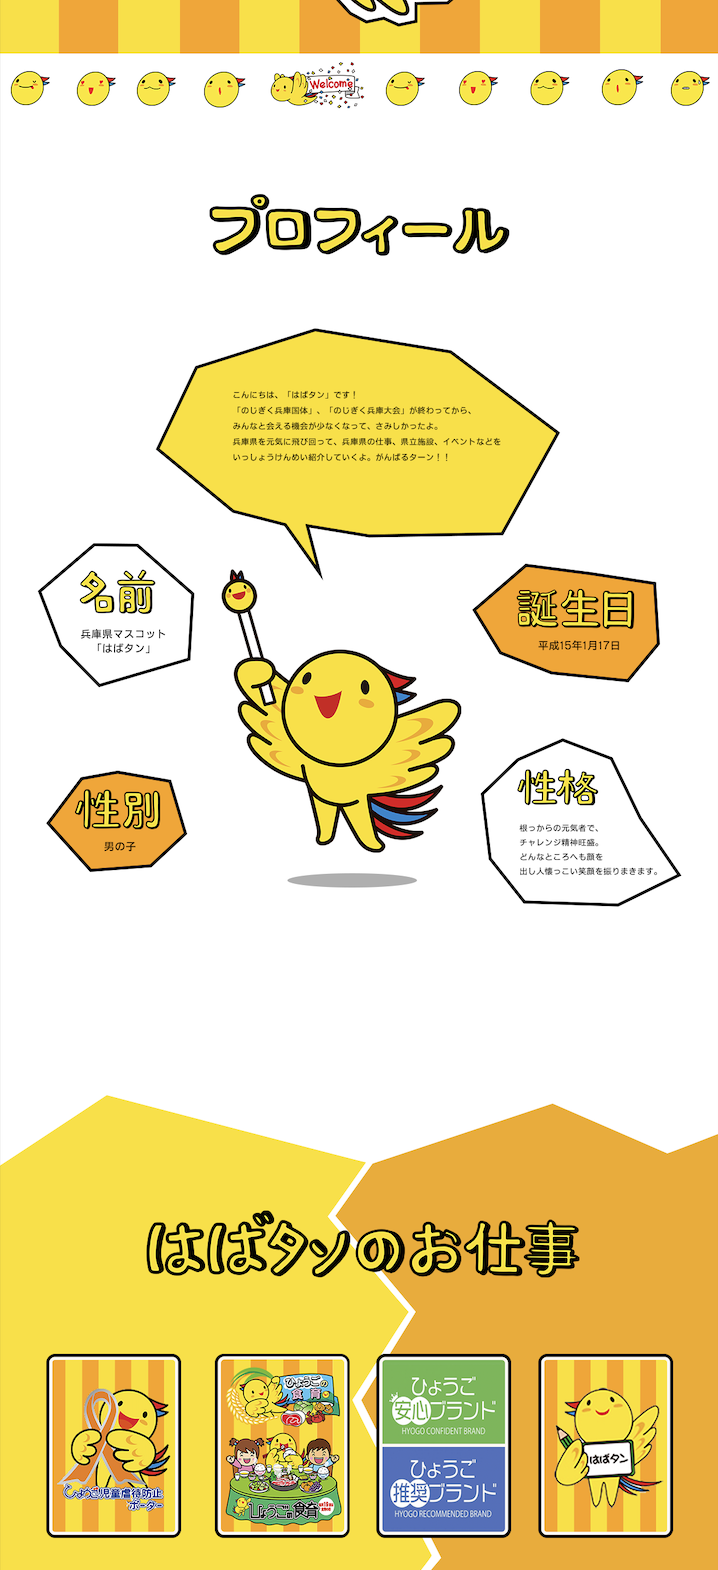 Welcome
プロフィール
こんにちは、「はばタン」です！
「のじぎく兵庫国体」、「のじぎく兵庫大会」が終わってから、
みんなと会える機会が少なくなって、さみしかったよ。
兵庫県を元気に飛び回って、兵庫県の仕事、県立施設、イベントなどを
いっしょうけんめい紹介していくよ。がんばるターン！！
名前
兵庫県マスコット
「はばタン」
誕生日
平成15年1月17日
性別
男の子
性格
根っからの元気者で、
チャレンジ精神旺盛。
どんなところへも顔を
出し人懐っこい笑顔を振りまきます。
はばタンのお仕事
ひょうご児童虐待防止
ひょうごの
食育
ひょうごの食育
ひょうご
安心ブランド
HYOGO CONFIDENT BRAND
ひょうご
推奨ブランド
HYOGO RECOMMENDED BRAND
はばタン